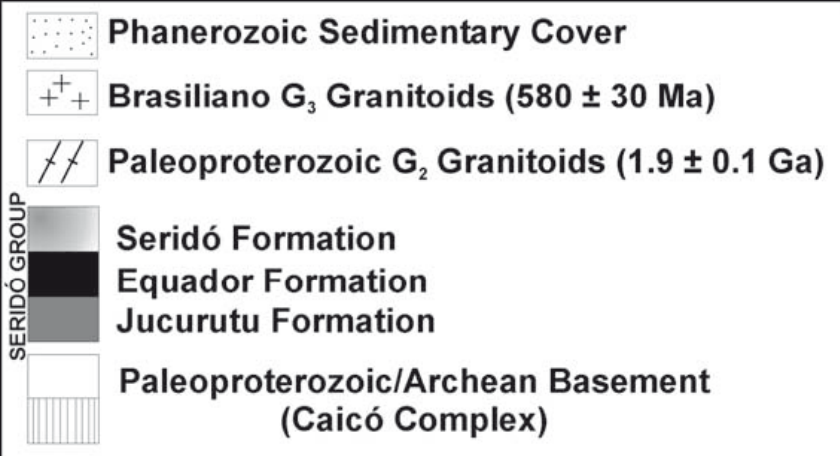 Phanerozoic Sedimentary Cover
Brasiliano G₃ Granitoids (580 ± 30 Ma)
Paleoproterozoic G₂ Granitoids (1.9 ± 0.1 Ga)
SERIDÓ GROUP
Seridó Formation
Equador Formation
Jucurutu Formation
Paleoproterozoic/Archean Basement
(Caicó Complex)